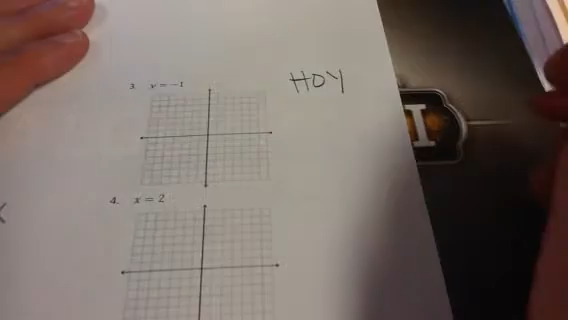 3. y = −1
HOY
4. x = 2